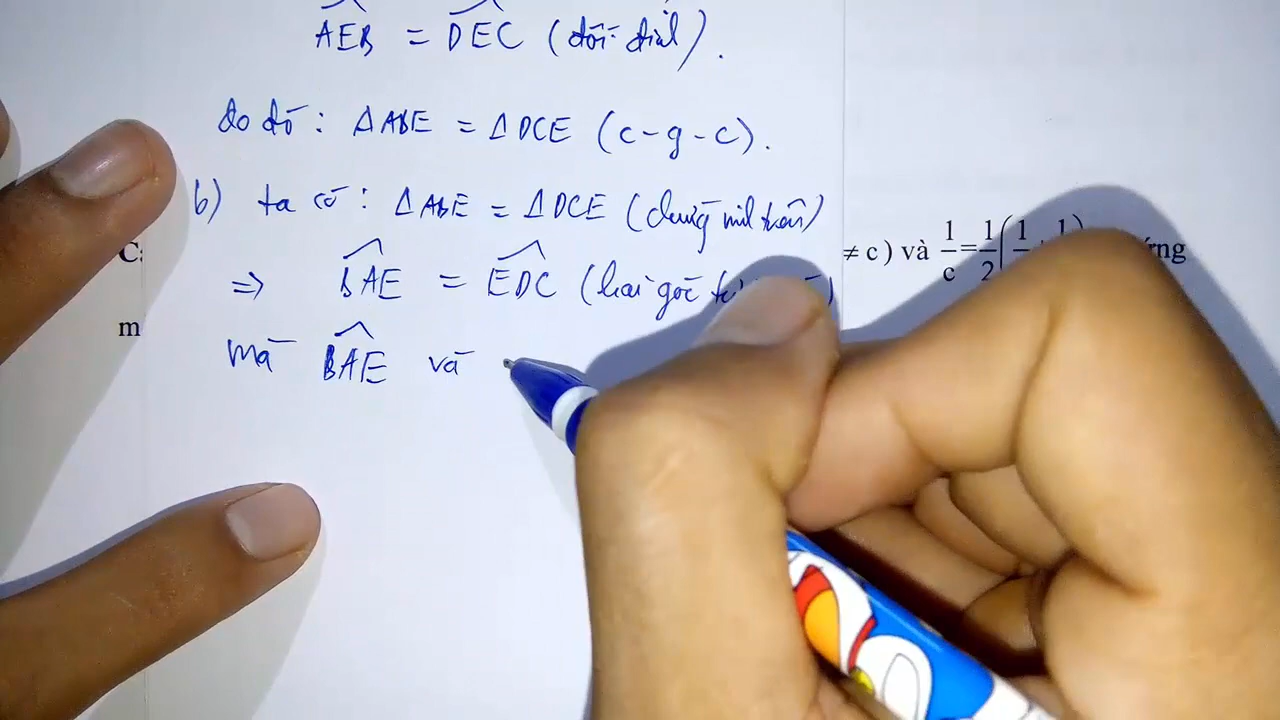 AEB = DEC (đối đỉnh).
do đó: ΔABE = ΔDCE (c-g-c).
b) ta có: ΔABE = ΔDCE (chứng minh trên)
≠ c) và 1/c = 1/2(1
⇒ BAE = EDC (hai góc
mà BAE và
m